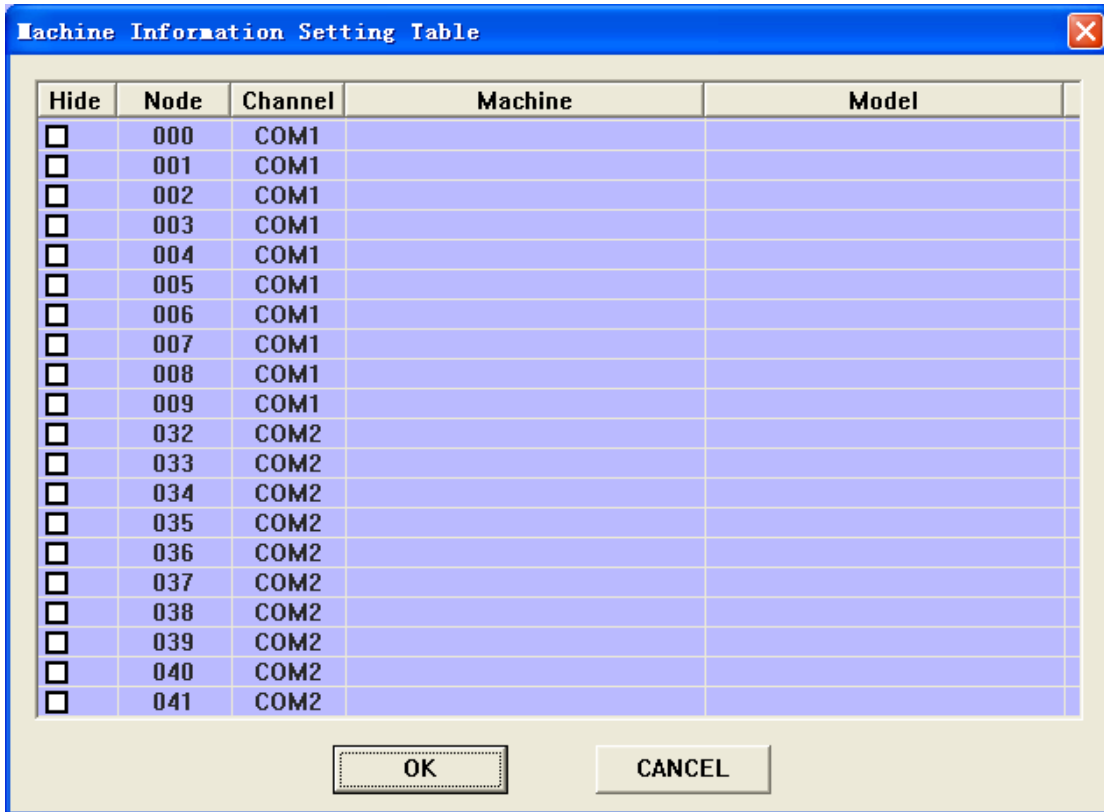 Machine Information Setting Table
Hide Node Channel Machine Model
000 COM1
001 COM1
002 COM1
003 COM1
004 COM1
005 COM1
006 COM1
007 COM1
008 COM1
009 COM1
032 COM2
033 COM2
034 COM2
035 COM2
036 COM2
037 COM2
038 COM2
039 COM2
040 COM2
041 COM2
OK CANCEL